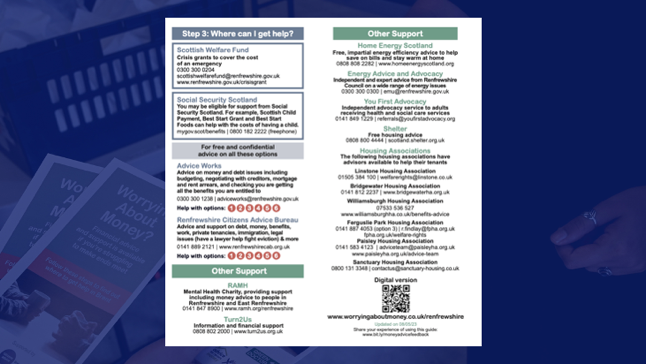 Step 3: Where can I get help?
Scottish Welfare Fund
Crisis grants to cover the cost
of an emergency
0300 300 0204
scottishwelfarefund@renfrewshire.gov.uk
www.renfrewshire.gov.uk/crisisgrant
Social Security Scotland
You may be eligible for support from Social
Security Scotland. For example, Scottish Child
Payment, Best Start Grant and Best Start
Foods can help with the costs of having a child.
mygov.scot/benefits | 0800 182 2222 (freephone)
For free and confidential
advice on all these options
Advice Works
Advice on money and debt issues including
budgeting, negotiating with creditors, mortgage
and rent arrears, and checking you are getting
all the benefits you are entitled to
0300 300 1238 | adviceworks@renfrewshire.gov.uk
Help with options: 1 2 3 4 5 6
Renfrewshire Citizens Advice Bureau
Advice and support on debt, money, benefits,
work, private tenancies, immigration, legal
issues (have a lawyer help fight eviction) & more
0141 889 2121 | www.renfrewshirecab.org.uk
Help with options: 1 2 3 4 5 6
Other Support
RAMH
Mental Health Charity, providing support
including money advice to people in
Renfrewshire and East Renfrewshire
0141 847 8900 | www.ramh.org/renfrewshire
Turn2Us
Information and financial support
0808 802 2000 | www.turn2us.org.uk
Other Support
Home Energy Scotland
Free, impartial energy efficiency advice to help
save on bills and stay warm at home
0808 808 2282 | www.homeenergyscotland.org
Energy Advice and Advocacy
Independent and expert advice from Renfrewshire
Council on a wide range of energy issues
0300 300 0300 | emu@renfrewshire.gov.uk
You First Advocacy
Independent advocacy service to adults
receiving health and social care services
0141 849 1229 | referrals@youfirstadvocacy.org
Shelter
Free housing advice
0808 800 4444 | scotland.shelter.org.uk
Housing Associations
The following housing associations have
advisors available to help their tenants
Linstone Housing Association
01505 384 100 | welfarerights@linstone.co.uk
Bridgewater Housing Association
0141 812 2237 | www.bridgewaterha.org.uk
Williamsburgh Housing Association
07533 536 527
www.williamsburghha.co.uk/benefits-advice
Ferguslie Park Housing Association
0141 887 4053 (option 3) | r.findlay@fpha.org.uk
fpha.org.uk/welfare-rights
Paisley Housing Association
0141 583 4123 | adviceteam@paisleyha.org.uk
www.paisleyha.org.uk/advice-team
Sanctuary Housing Association
0800 131 3348 | contactus@sanctuary-housing.co.uk
Digital version
www.worryingaboutmoney.co.uk/renfrewshire
Share your experience of using this guide
www.bit.ly/moneyadvicefeedback